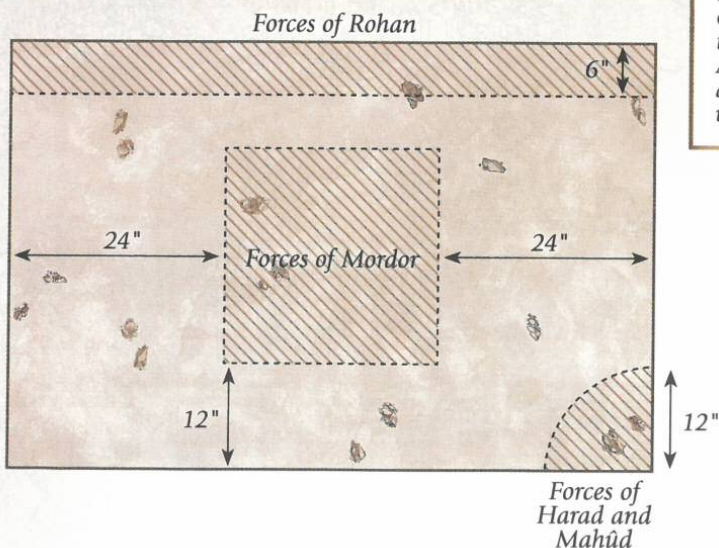 Forces of Rohan
6"
24"
Forces of Mordor
24"
12"
12"
Forces of
Harad and
Mahûd